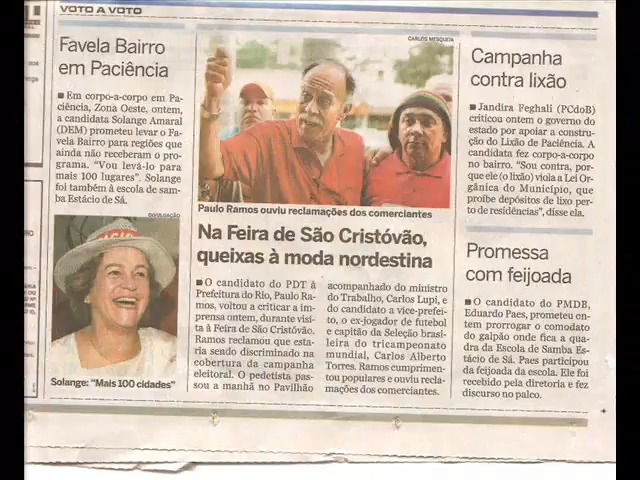 VOTO A VOTO
Favela Bairro
em Paciência
■ Em corpo-a-corpo em Pa-
ciência, Zona Oeste, ontem, a
a candidata Solange Amaral
(DEM) prometeu levar o Fa-
vela Bairro para regiões que
ainda não receberam o pro-
grama. "Vou levá-lo para
mais 100 lugares". Solange
foi também à escola de sam-
ba Estácio de Sá.
DIVULGAÇÃO
Solange: "Mais 100 cidades"
CARLOS MESQUITA
Paulo Ramos ouviu reclamações dos comerciantes
Na Feira de São Cristóvão,
queixas à moda nordestina
■ O candidato do PDT à
Prefeitura do Rio, Paulo Ra-
mos, voltou a criticar a im-
prensa ontem, durante visi-
ta à Feira de São Cristóvão.
Ramos reclamou que esta-
ria sendo discriminado na
cobertura da campanha
eleitoral. O pedetista pas-
sou a manhã no Pavilhão
acompanhado do ministro
do Trabalho, Carlos Lupi, e
do candidato a vice-prefei-
to, o ex-jogador de futebol
e capitão da Seleção brasi-
leira do tricampeonato
mundial, Carlos Alberto
Torres. Ramos cumprimen-
tou populares e ouviu recla-
mações dos comerciantes.
Campanha
contra lixão
■ Jandira Feghali (PCdoB)
criticou ontem o governo do
estado por apoiar a constru-
ção do Lixão de Paciência. A
candidata fez corpo-a-corpo
no bairro. "Sou contra, por-
que ele (o lixão) viola a Lei Or-
gânica do Município, que
proíbe depósitos de lixo per-
to de residências", disse ela.
Promessa
com feijoada
■ O candidato do PMDB,
Eduardo Paes, prometeu on-
tem prorrogar o comodato do
galpão onde fica a quadra
da Escola de Samba Es-
tácio de Sá. Paes participou
da feijoada da escola. Ele foi
recebido pela diretoria e fez
discurso no palco.